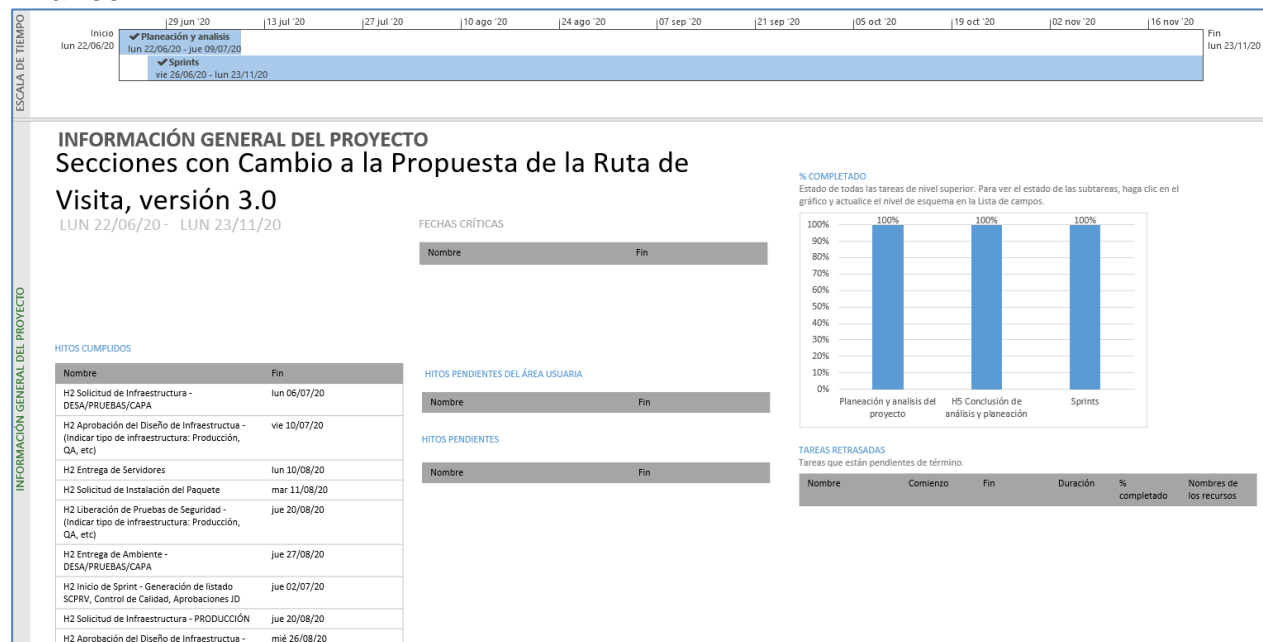 ESCALA DE TIEMPO
29 jun '20
13 jul '20
27 jul '20
10 ago '20
24 ago '20
07 sep '20
21 sep '20
05 oct '20
19 oct '20
02 nov '20
16 nov '20
Inicio
lun 22/06/20
Planeación y analisis
lun 22/06/20 - jue 09/07/20
Sprints
vie 26/06/20 - lun 23/11/20
Fin
lun 23/11/20
INFORMACIÓN GENERAL DEL PROYECTO
INFORMACIÓN GENERAL DEL PROYECTO
Secciones con Cambio a la Propuesta de la Ruta de
Visita, versión 3.0
LUN 22/06/20 - LUN 23/11/20
FECHAS CRÍTICAS
Nombre Fin
HITOS CUMPLIDOS
Nombre Fin
H2 Solicitud de Infraestructura - lun 06/07/20
DESA/PRUEBAS/CAPA
H2 Aprobación del Diseño de Infraestructua - vie 10/07/20
(Indicar tipo de infraestructura: Producción,
QA, etc)
H2 Entrega de Servidores lun 10/08/20
H2 Solicitud de Instalación del Paquete mar 11/08/20
H2 Liberación de Pruebas de Seguridad - jue 20/08/20
(Indicar tipo de infraestructura: Producción,
QA, etc)
H2 Entrega de Ambiente - jue 27/08/20
DESA/PRUEBAS/CAPA
H2 Inicio de Sprint - Generación de listado jue 02/07/20
SCPRV, Control de Calidad, Aprobaciones JD
H2 Solicitud de Infraestructura - PRODUCCIÓN jue 20/08/20
H2 Aprobación del Diseño de Infraestructua - mié 26/08/20
HITOS PENDIENTES DEL ÁREA USUARIA
Nombre Fin
HITOS PENDIENTES
Nombre Fin
% COMPLETADO
Estado de todas las tareas de nivel superior. Para ver el estado de las subtareas, haga clic en el
gráfico y actualice el nivel de esquema en la Lista de campos.
100% 100% 100%
100%
90%
80%
70%
60%
50%
40%
30%
20%
10%
0%
Planeación y analisis del
proyecto
H5 Conclusión de
análisis y planeación
Sprints
TAREAS RETRASADAS
Tareas que están pendientes de término.
Nombre Comienzo Fin Duración % Nombres de
completado los recursos